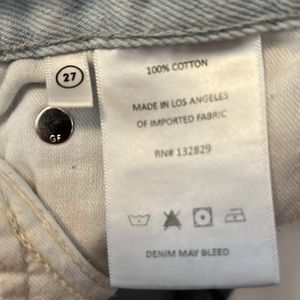 27
100% COTTON
MADE IN LOS ANGELES
OF IMPORTED FABRIC
RN# 132829
DENIM MAY BLEED
GF